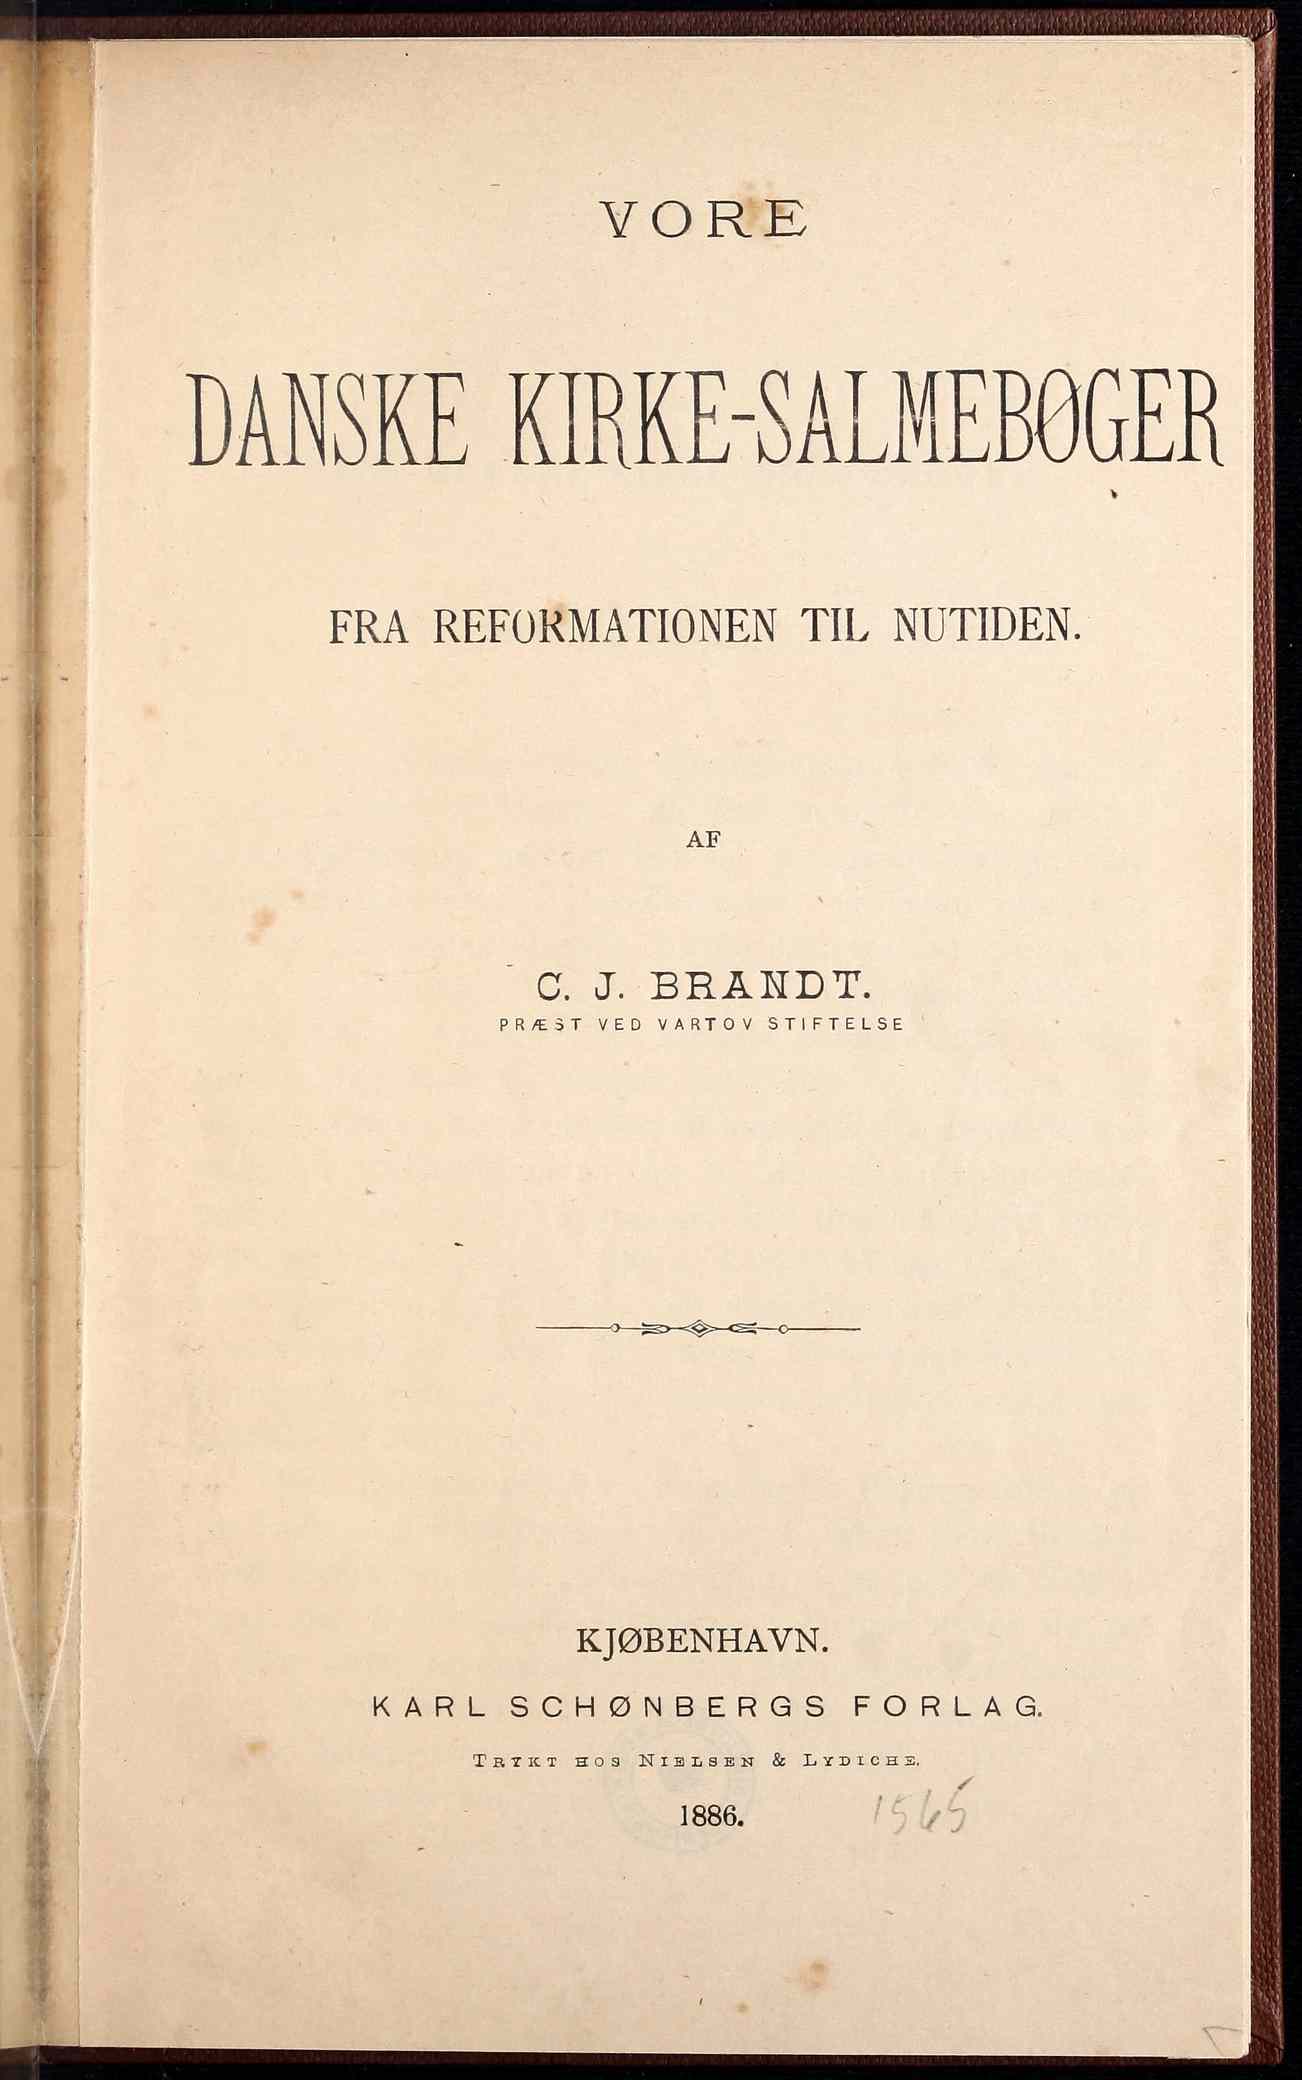 VORE
DANSKE KIRKE-SALMEBØGER
FRA REFORMATIONEN TIL NUTIDEN.
AF
C. J. BRANDT.
PRÆST VED VARTOV STIFTELSE
KJØBENHAVN.
KARL SCHØNBERGS FORLAG.
TRYKT HOS NIELSEN & LYDICHE.
1886.
1565